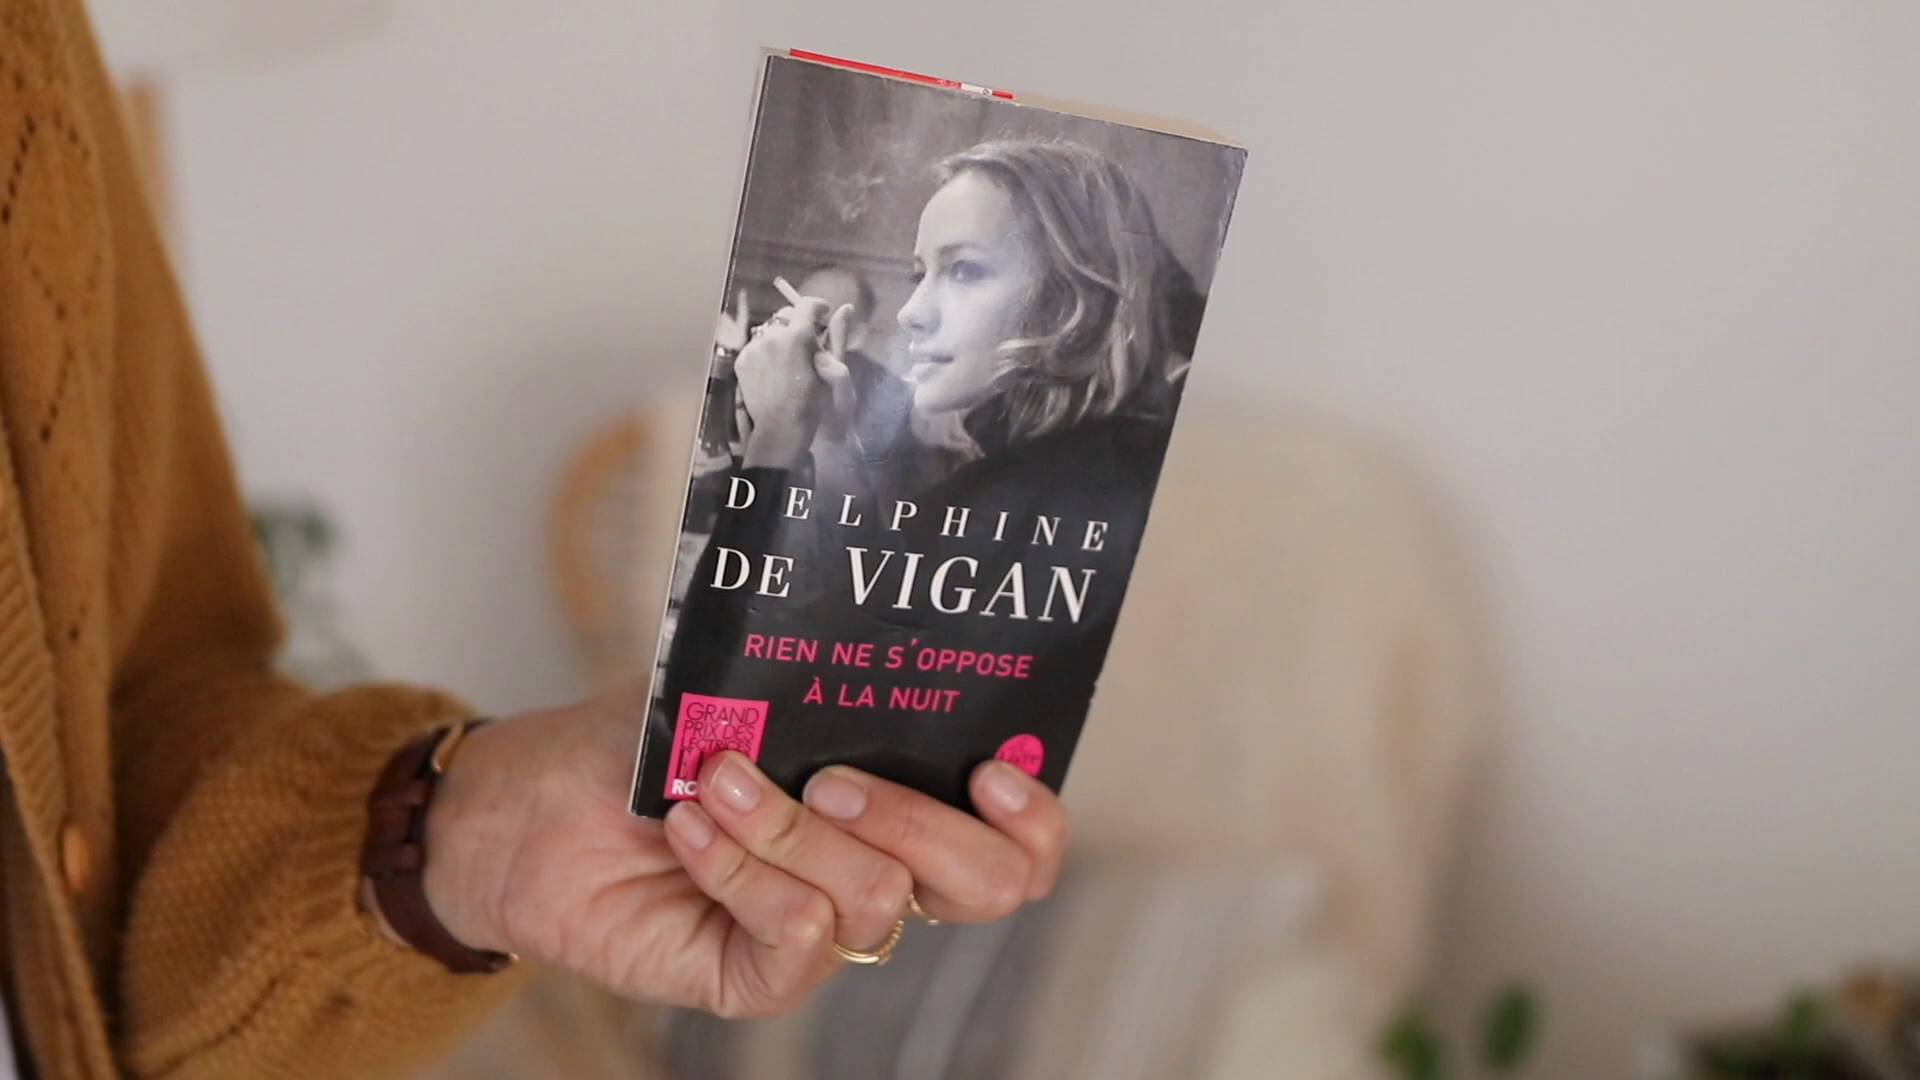 DELPHINE
DE VIGAN
RIEN NE S'OPPOSE
À LA NUIT
GRAND
PRIX DES
LECTRICES